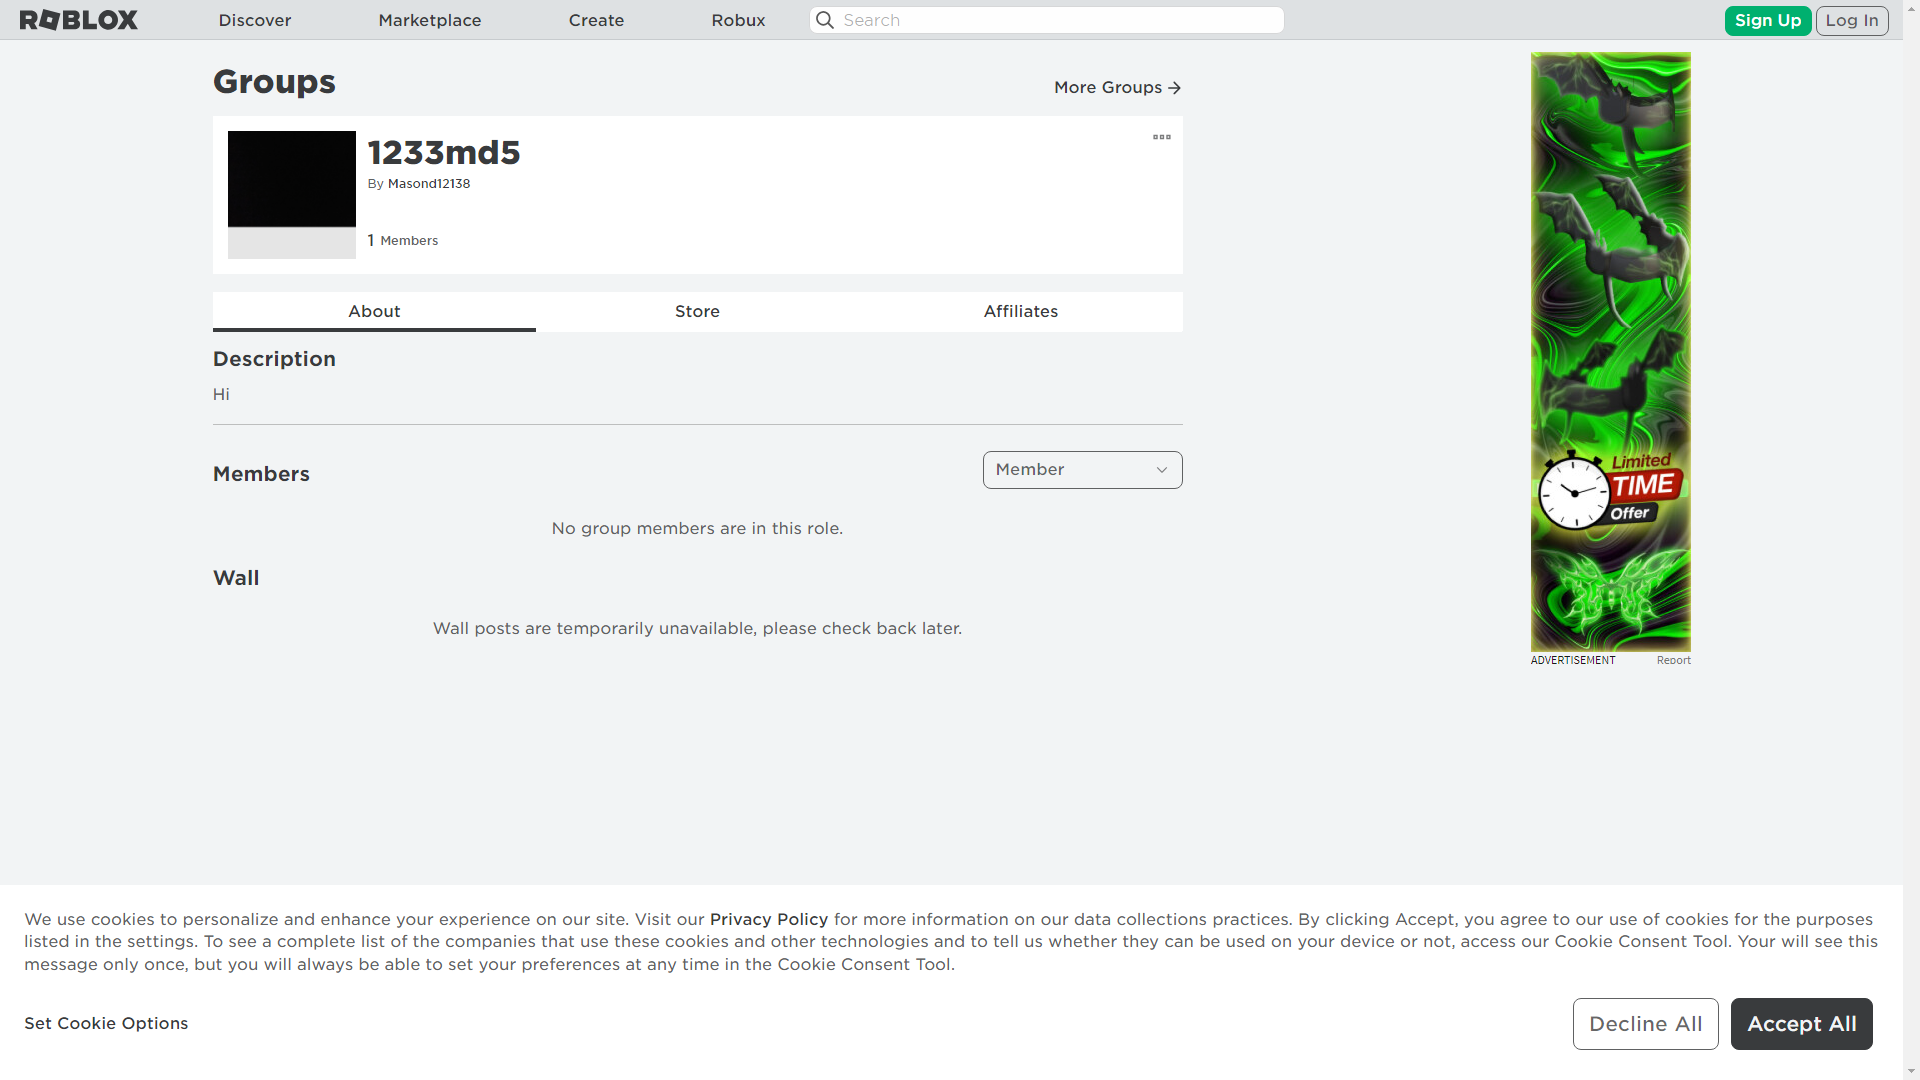 ROBLOX
Discover
Marketplace
Create
Robux
Search
Sign Up
Log In
Groups
More Groups
1233md5
By Masond12138
1 Members
About
Store
Affiliates
Description
Hi
Members
Member
No group members are in this role.
Wall
Wall posts are temporarily unavailable, please check back later.
Limited
TIME
Offer
ADVERTISEMENT
Report
We use cookies to personalize and enhance your experience on our site. Visit our Privacy Policy for more information on our data collections practices. By clicking Accept, you agree to our use of cookies for the purposes
listed in the settings. To see a complete list of the companies that use these cookies and other technologies and to tell us whether they can be used on your device or not, access our Cookie Consent Tool. Your will see this
message only once, but you will always be able to set your preferences at any time in the Cookie Consent Tool.
Set Cookie Options
Decline All
Accept All